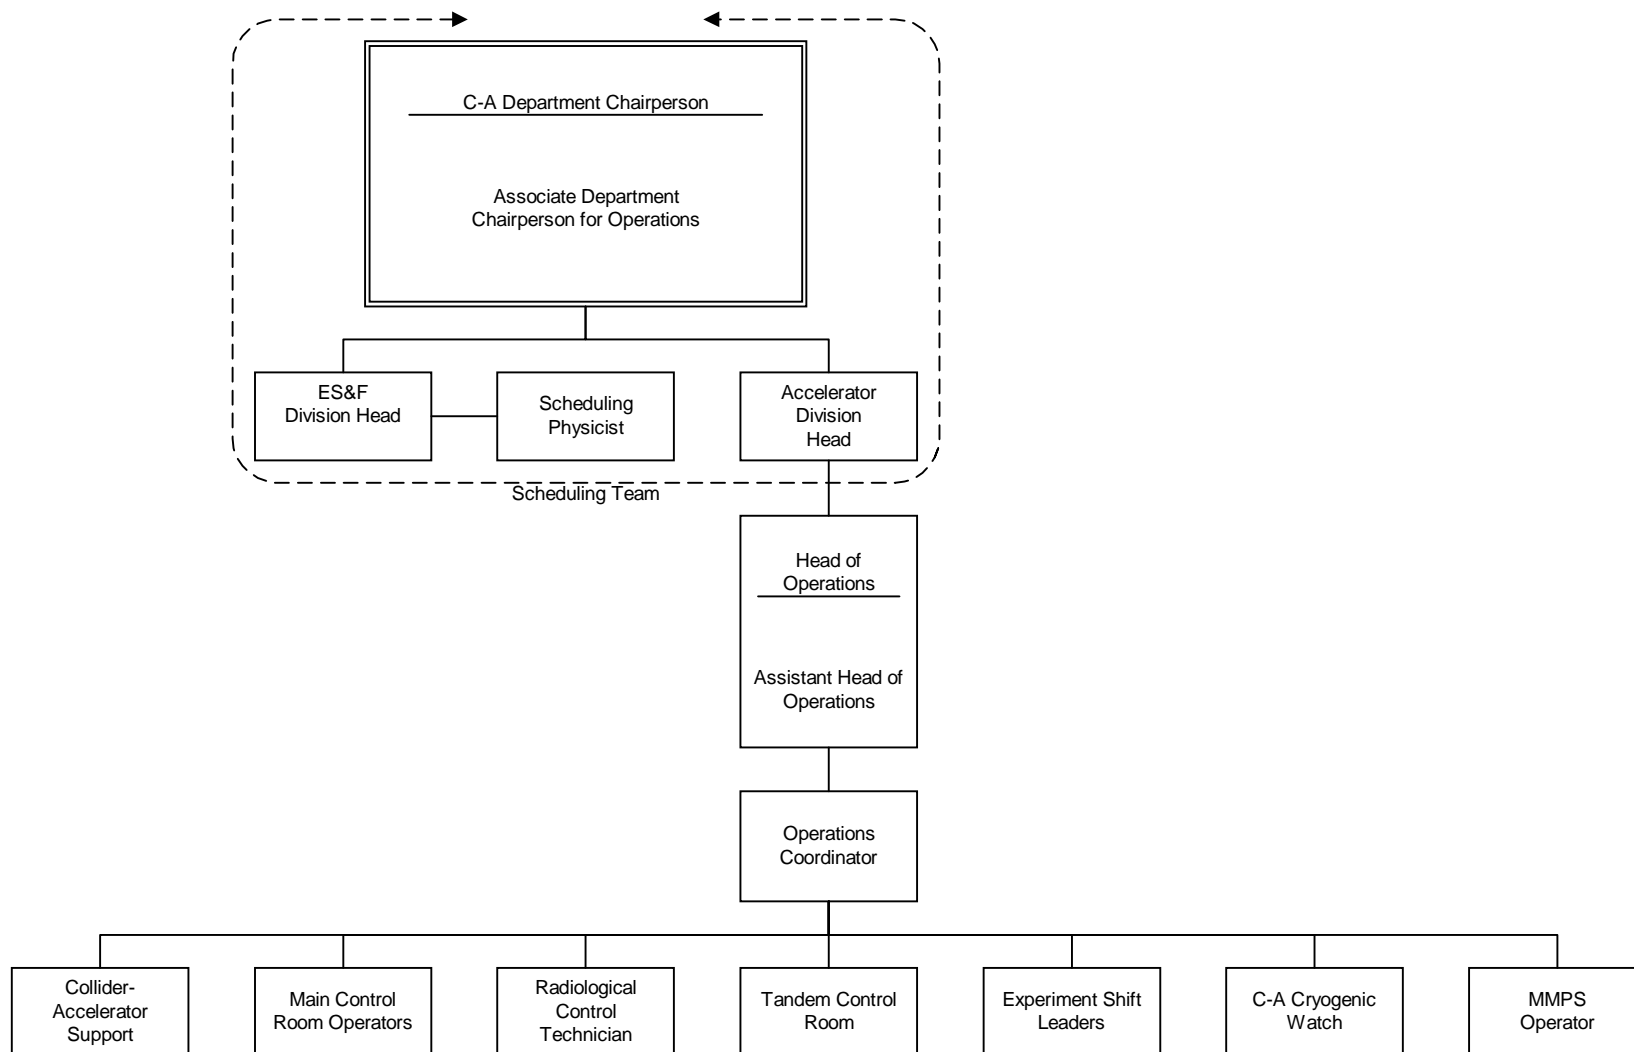 C-A Department Chairperson
Associate Department
Chairperson for Operations
ES&F
Division Head
Scheduling
Physicist
Accelerator
Division
Head
Scheduling Team
Head of
Operations
Assistant Head of
Operations
Operations
Coordinator
Collider-
Accelerator
Support
Main Control
Room Operators
Radiological
Control
Technician
Tandem Control
Room
Experiment Shift
Leaders
C-A Cryogenic
Watch
MMPS
Operator